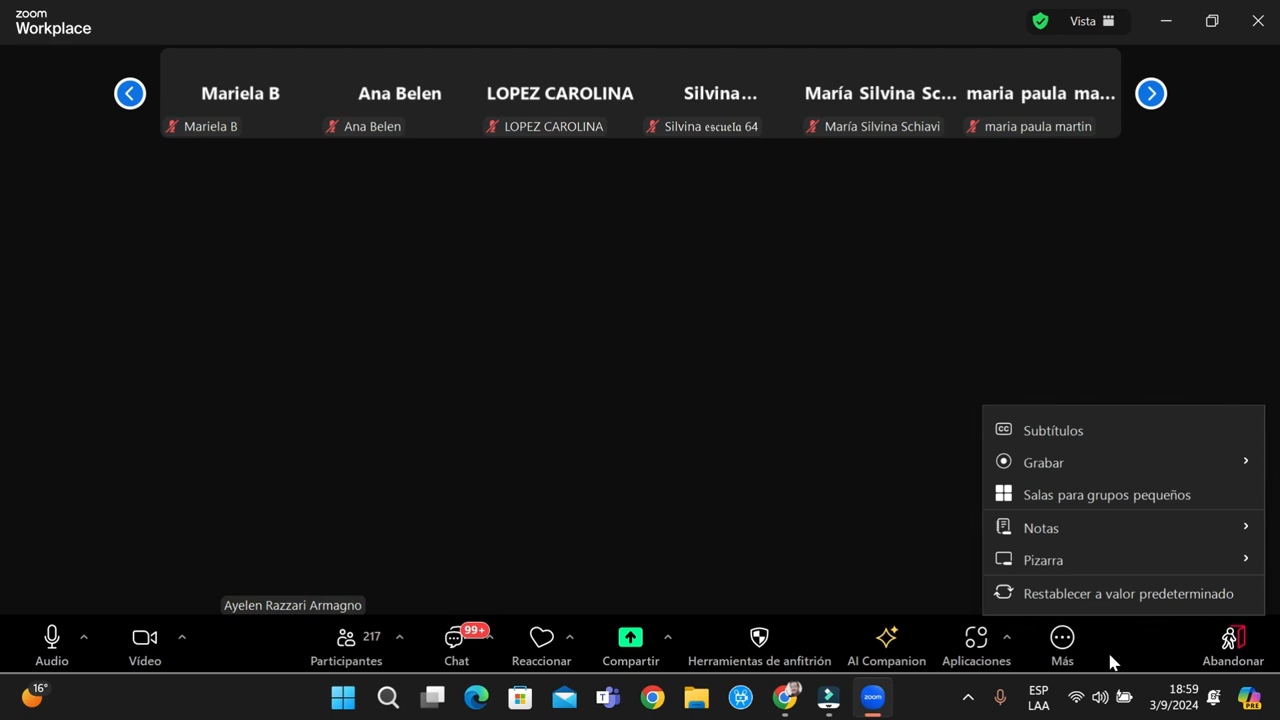 zoom
Workplace
Vista
Mariela B
Ana Belen
LOPEZ CAROLINA
Silvina...
María Silvina Sc...
maria paula ma...
Mariela B
Ana Belen
LOPEZ CAROLINA
Silvina 𝔢𝔰𝔠𝔲𝔢𝔩𝔞 64
María Silvina Schiavi
maria paula martin
CC Subtítulos
Grabar
Salas para grupos pequeños
Notas
Pizarra
Restablecer a valor predeterminado
Ayelen Razzari Armagno
217
99+
Audio
Vídeo
Participantes
Chat
Reaccionar
Compartir
Herramientas de anfitrión
AI Companion
Aplicaciones
Más
Abandonar
16°
zoom
ESP
LAA
18:59
3/9/2024
PRE